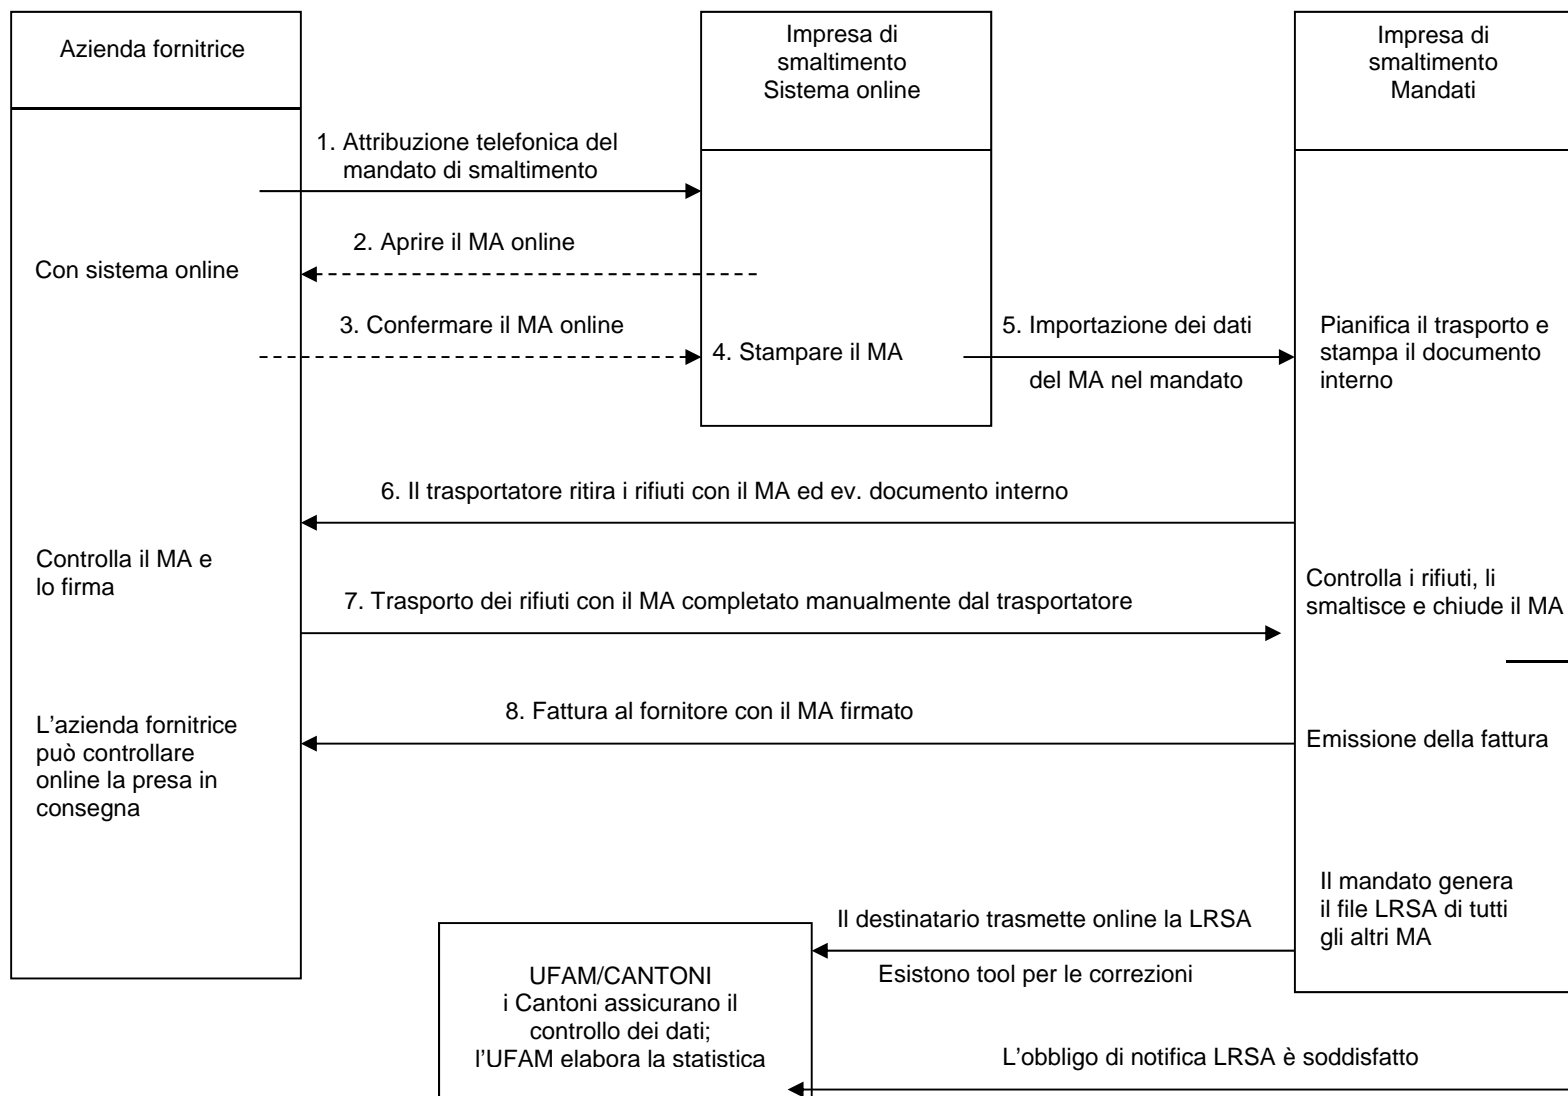 Azienda fornitrice
Impresa di
smaltimento
Sistema online
Impresa di
smaltimento
Mandati
1. Attribuzione telefonica del
mandato di smaltimento
2. Aprire il MA online
Con sistema online
3. Confermare il MA online
4. Stampare il MA
5. Importazione dei dati
del MA nel mandato
Pianifica il trasporto e
stampa il documento
interno
6. Il trasportatore ritira i rifiuti con il MA ed ev. documento interno
Controlla il MA e
lo firma
7. Trasporto dei rifiuti con il MA completato manualmente dal trasportatore
Controlla i rifiuti, li
smaltisce e chiude il MA
8. Fattura al fornitore con il MA firmato
L’azienda fornitrice
può controllare
online la presa in
consegna
Emissione della fattura
Il mandato genera
il file LRSA di tutti
gli altri MA
Il destinatario trasmette online la LRSA
Esistono tool per le correzioni
UFAM/CANTONI
i Cantoni assicurano il
controllo dei dati;
l’UFAM elabora la statistica
L’obbligo di notifica LRSA è soddisfatto